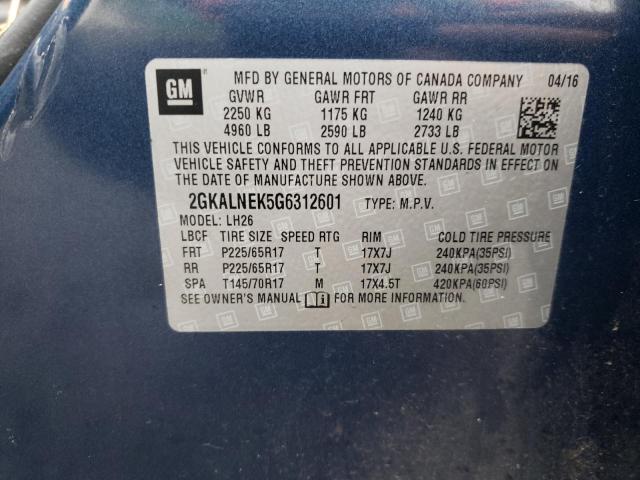 GM MFD BY GENERAL MOTORS OF CANADA COMPANY 04/16
GVWR GAWR FRT GAWR RR
2250 KG 1175 KG 1240 KG
4960 LB 2590 LB 2733 LB
THIS VEHICLE CONFORMS TO ALL APPLICABLE U.S. FEDERAL MOTOR
VEHICLE SAFETY AND THEFT PREVENTION STANDARDS IN EFFECT ON
THE DATE OF MANUFACTURE SHOWN ABOVE.
2GKALNEK5G6312601 TYPE: M.P.V.
MODEL: LH26
LBCF TIRE SIZE SPEED RTG RIM COLD TIRE PRESSURE
FRT P225/65R17 T 17X7J 240KPA(35PSI)
RR P225/65R17 T 17X7J 240KPA(35PSI)
SPA T145/70R17 M 17X4.5T 420KPA(60PSI)
SEE OWNER'S MANUAL FOR MORE INFORMATION.